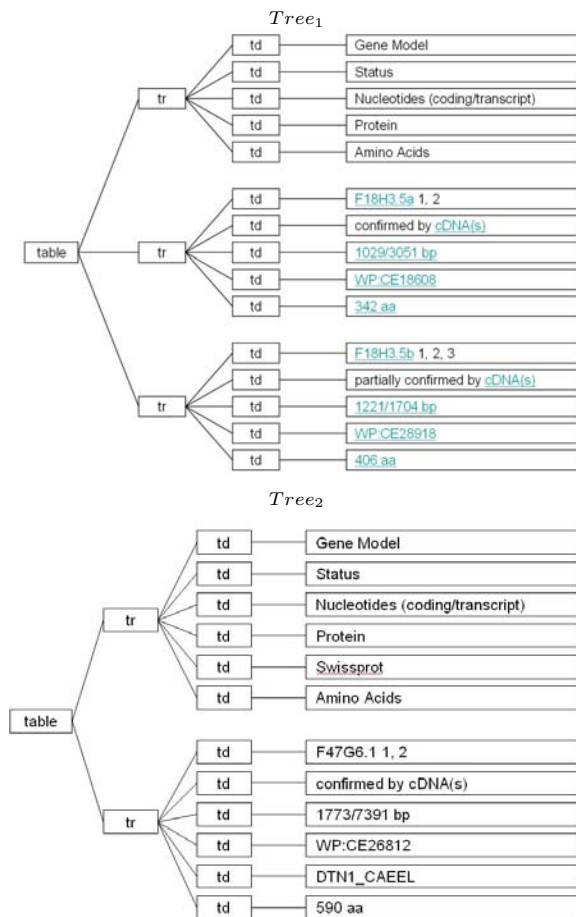 Tree1
td Gene Model
td Status
tr td Nucleotides (coding/transcript)
td Protein
td Amino Acids
td F18H3.5a 1, 2
td confirmed by cDNA(s)
table tr td 1029/3051 bp
td WP:CE18608
td 342 aa
td F18H3.5b 1, 2, 3
td partially confirmed by cDNA(s)
tr td 1221/1704 bp
td WP:CE28918
td 406 aa
Tree2
td Gene Model
td Status
td Nucleotides (coding/transcript)
tr
td Protein
td Swissprot
td Amino Acids
table
td F47G6.1 1, 2
td confirmed by cDNA(s)
td 1773/7391 bp
tr
td WP:CE26812
td DTN1_CAEEL
td 590 aa